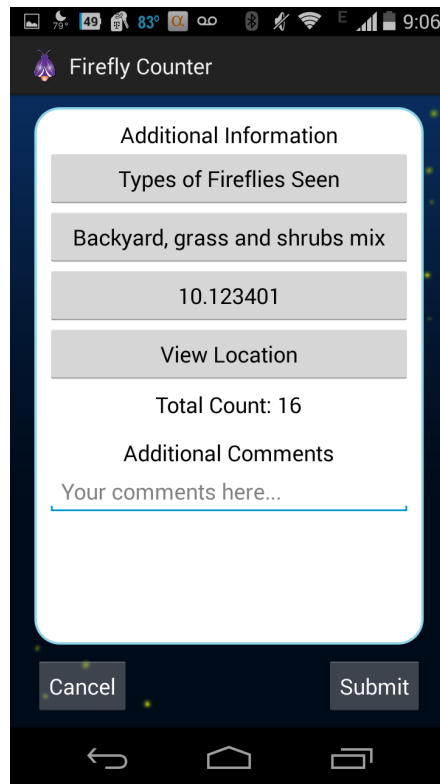 79° 49 83° α E 9:06
Firefly Counter
Additional Information
Types of Fireflies Seen
Backyard, grass and shrubs mix
10.123401
View Location
Total Count: 16
Additional Comments
Your comments here...
Cancel Submit